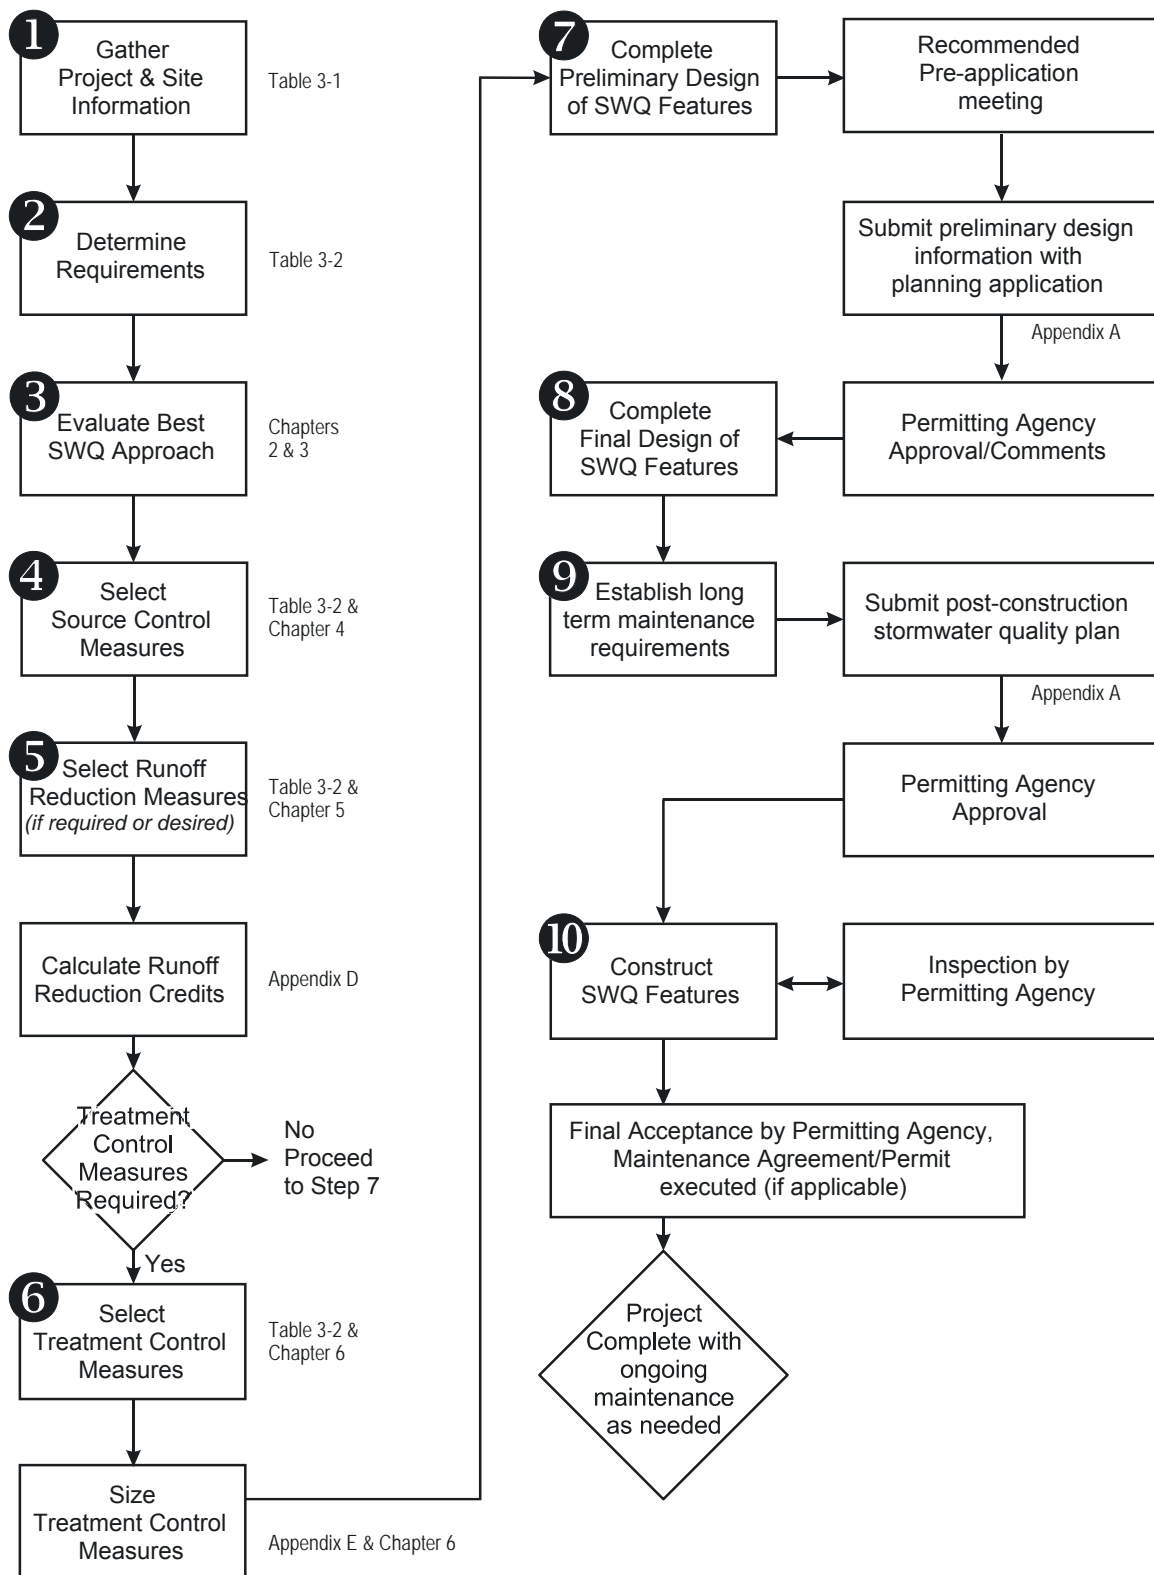 1
Gather
Project & Site
Information
Table 3-1
2
Determine
Requirements
Table 3-2
3
Evaluate Best
SWQ Approach
Chapters
2 & 3
4
Select
Source Control
Measures
Table 3-2 &
Chapter 4
5
Select Runoff
Reduction Measures
(if required or desired)
Table 3-2 &
Chapter 5
Calculate Runoff
Reduction Credits
Appendix D
Treatment
Control
Measures
Required?
No
Proceed
to Step 7
Yes
6
Select
Treatment Control
Measures
Table 3-2 &
Chapter 6
Size
Treatment Control
Measures
Appendix E & Chapter 6
7
Complete
Preliminary Design
of SWQ Features
Recommended
Pre-application
meeting
Submit preliminary design
information with
planning application
Appendix A
Permitting Agency
Approval/Comments
8
Complete
Final Design of
SWQ Features
9
Establish long
term maintenance
requirements
Submit post-construction
stormwater quality plan
Appendix A
Permitting Agency
Approval
10
Construct
SWQ Features
Inspection by
Permitting Agency
Final Acceptance by Permitting Agency,
Maintenance Agreement/Permit
executed (if applicable)
Project
Complete with
ongoing
maintenance
as needed